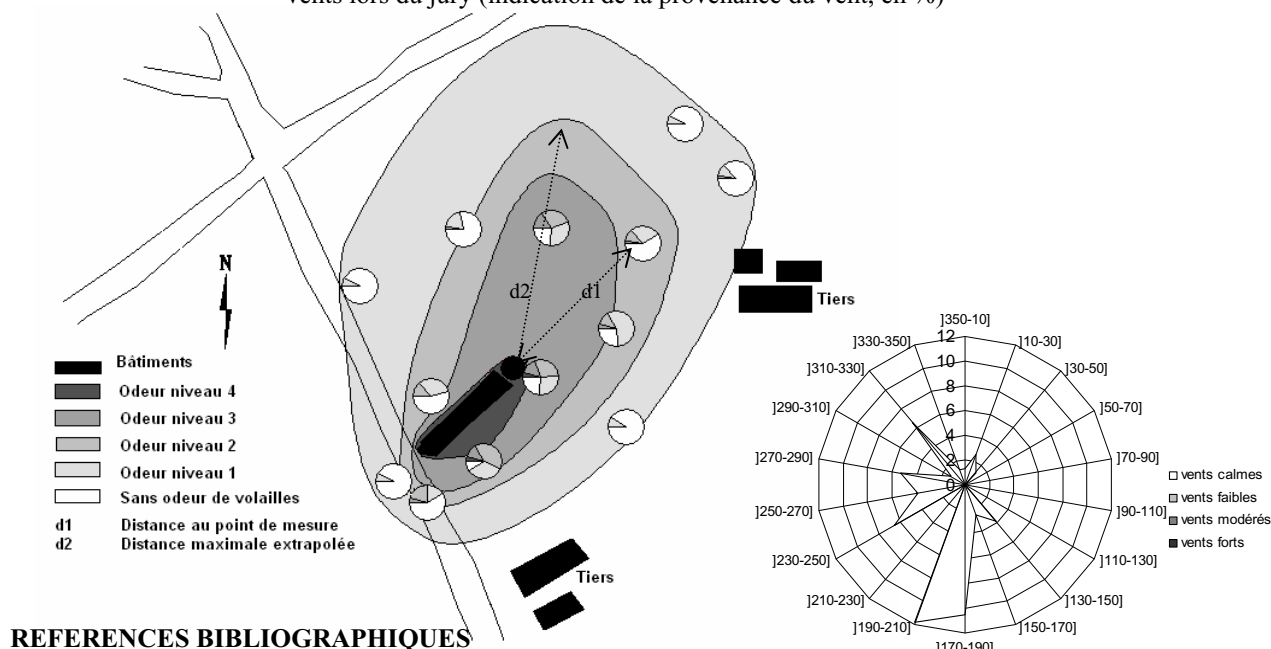 vents lors du jury (indication de la provenance du vent, en %)
N
d2
d1
Tiers
Bâtiments
Odeur niveau 4
Odeur niveau 3
Odeur niveau 2
Odeur niveau 1
Sans odeur de volailles
d1 Distance au point de mesure
d2 Distance maximale extrapolée
Tiers
]350-10]
]10-30]
]30-50]
]50-70]
]70-90]
]90-110]
]110-130]
]130-150]
]150-170]
]170-190]
]190-210]
]210-230]
]230-250]
]250-270]
]270-290]
]290-310]
]310-330]
]330-350]
12
10
8
6
4
2
0
vents calmes
vents faibles
vents modérés
vents forts
REFERENCES BIBLIOGRAPHIQUES